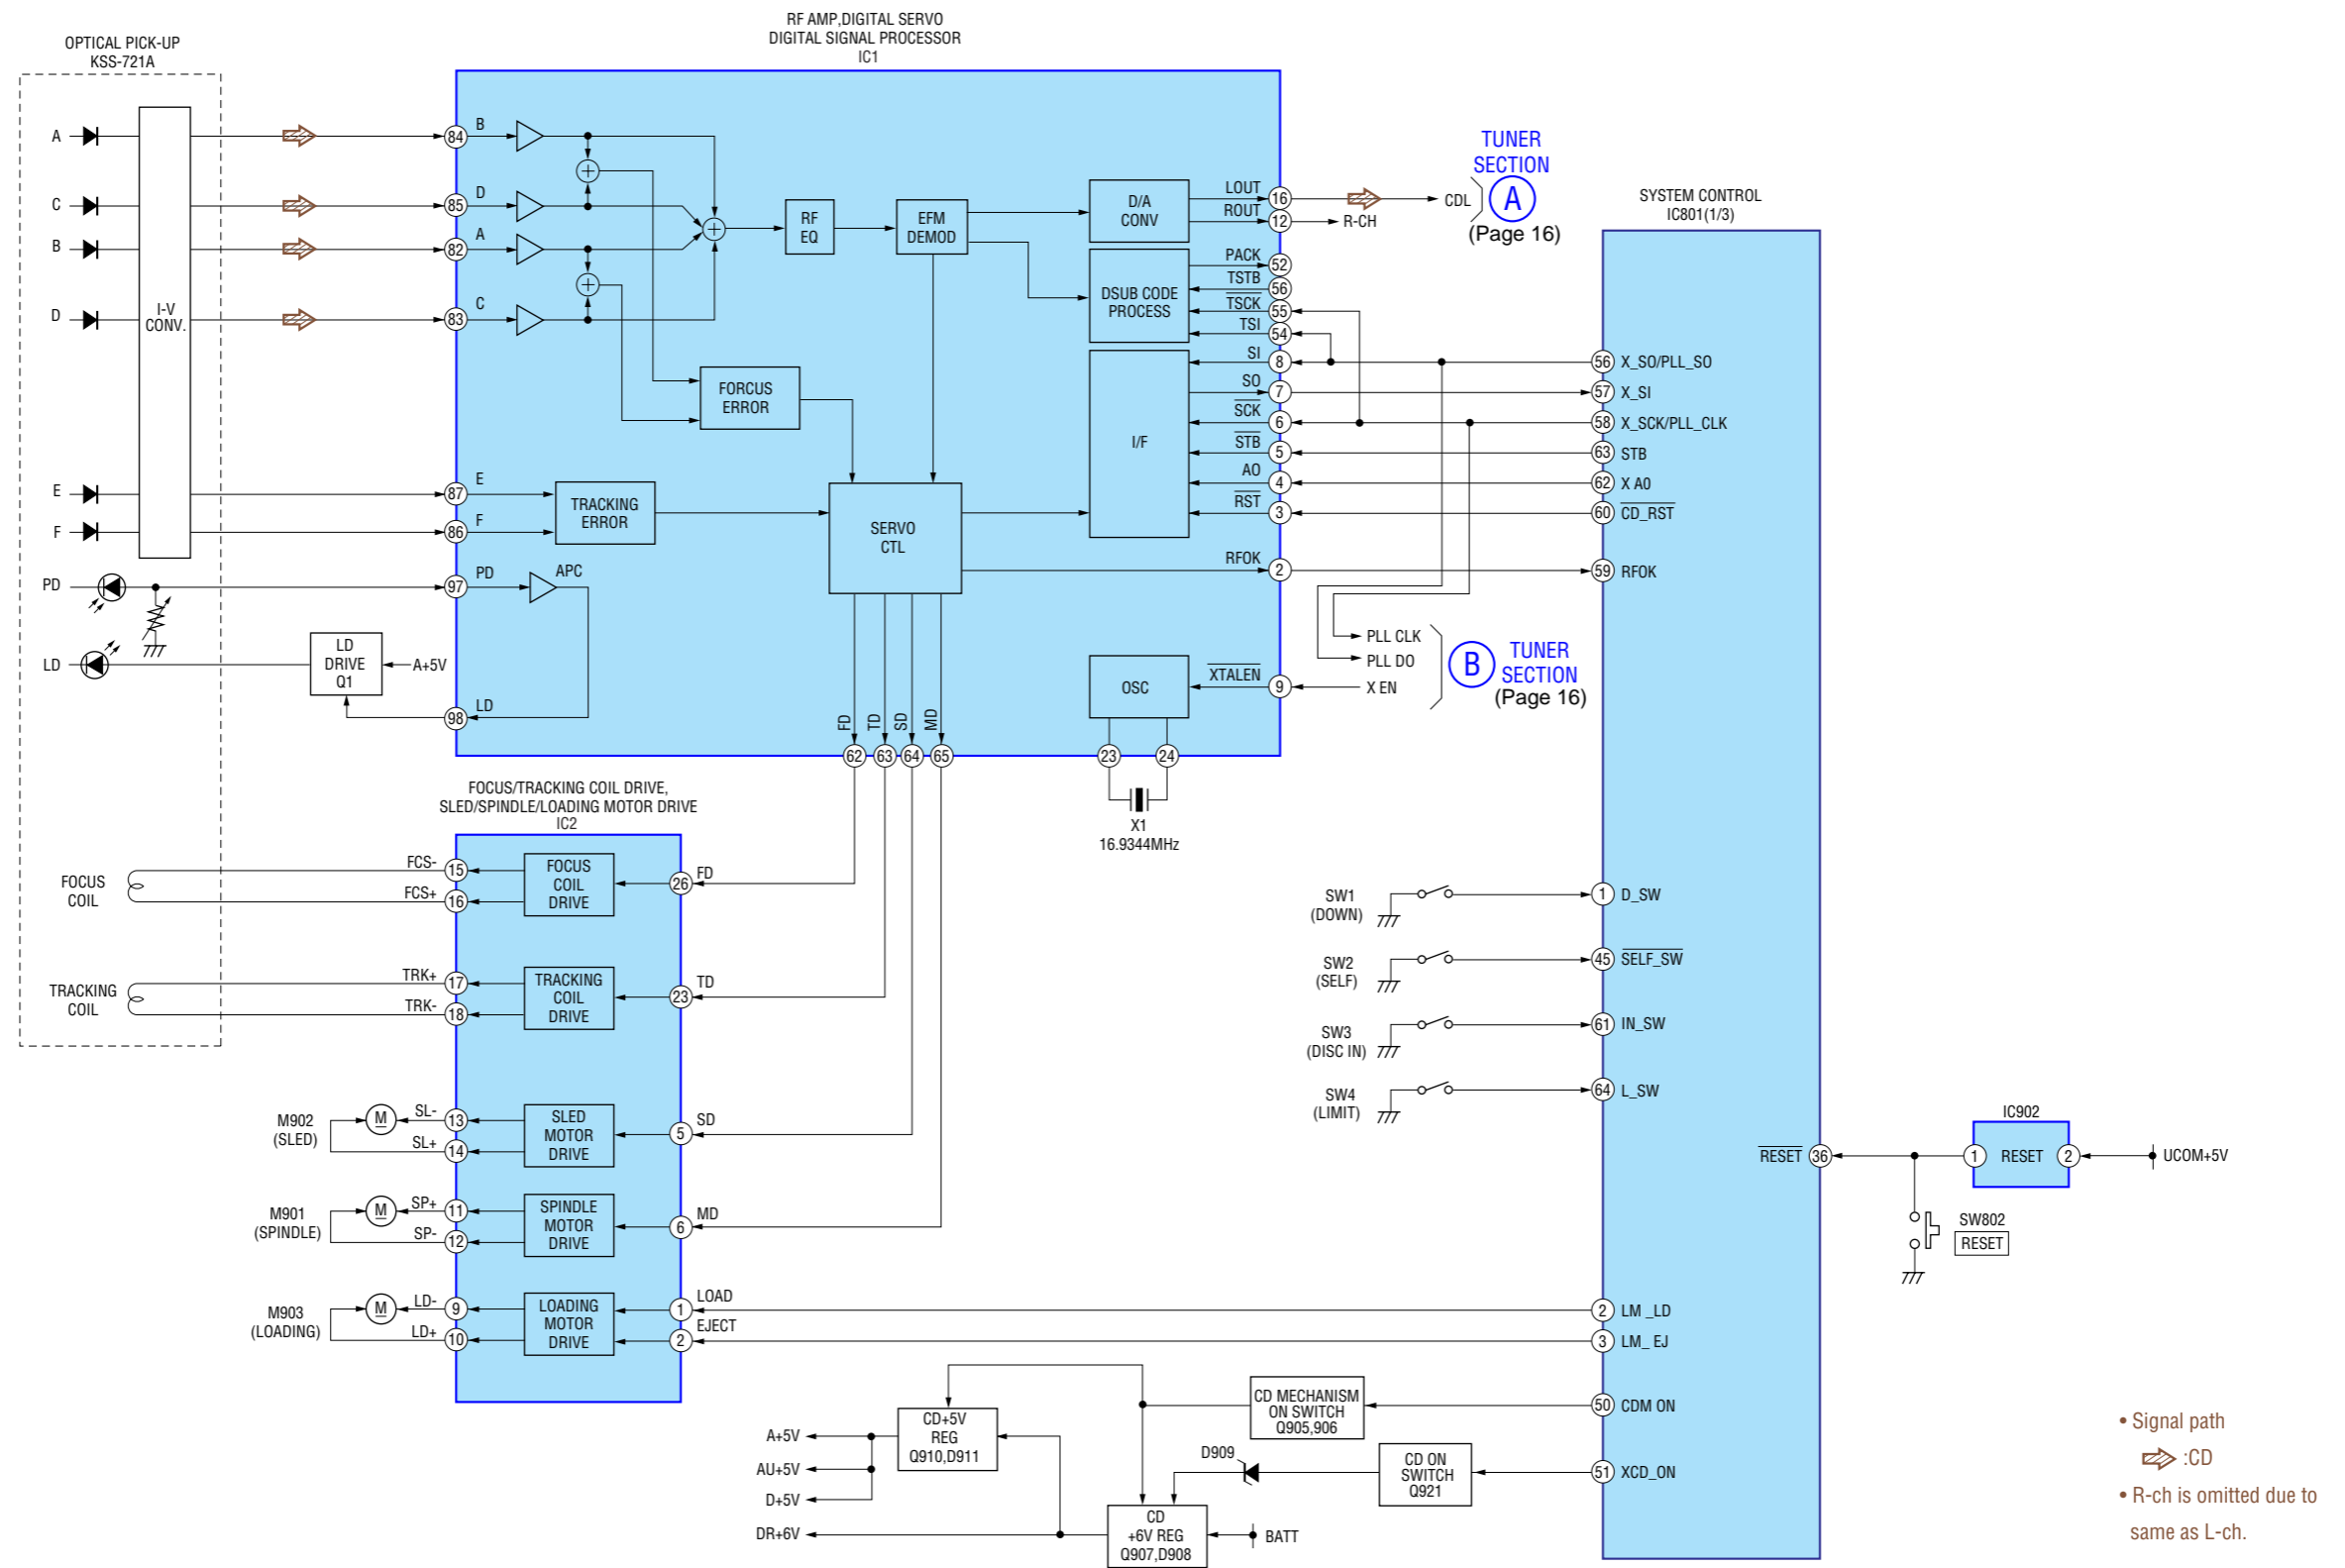 RF AMP,DIGITAL SERVO
DIGITAL SIGNAL PROCESSOR
IC1
OPTICAL PICK-UP
KSS-721A
A
C
B
D
E
F
PD
LD
I-V
CONV.
84
B
85
D
82
A
83
C
87
E
86
F
97
PD
APC
98
LD
LD
DRIVE
Q1
A+5V
RF
EQ
EFM
DEMOD
D/A
CONV
DSUB CODE
PROCESS
FORCUS
ERROR
TRACKING
ERROR
SERVO
CTL
I/F
OSC
LOUT
16
ROUT
12
PACK
52
TSTB
56
TSCK
55
TSI
54
SI
8
SO
7
SCK
6
STB
5
AO
4
RST
3
RFOK
2
XTALEN
9
FD
TD
SD
MD
62
63
64
65
23
24
X1
16.9344MHz
CDL
R-CH
TUNER
SECTION
A
(Page 16)
PLL CLK
PLL DO
X EN
B
TUNER
SECTION
(Page 16)
SYSTEM CONTROL
IC801(1/3)
56 X_SO/PLL_SO
57 X_SI
58 X_SCK/PLL_CLK
63 STB
62 X A0
60 CD_RST
59 RFOK
SW1
(DOWN)
1 D_SW
SW2
(SELF)
45 SELF_SW
SW3
(DISC IN)
61 IN_SW
SW4
(LIMIT)
64 L_SW
RESET 36
IC902
1 RESET 2
UCOM+5V
SW802
RESET
2 LM _LD
3 LM_ EJ
50 CDM ON
51 XCD_ON
FOCUS/TRACKING COIL DRIVE,
SLED/SPINDLE/LOADING MOTOR DRIVE
IC2
FOCUS
COIL
FCS-
15
FCS+
16
FOCUS
COIL
DRIVE
26
FD
TRACKING
COIL
TRK+
17
TRK-
18
TRACKING
COIL
DRIVE
23
TD
M902
(SLED)
M
SL-
13
SL+
14
SLED
MOTOR
DRIVE
5
SD
M901
(SPINDLE)
M
SP+
11
SP-
12
SPINDLE
MOTOR
DRIVE
6
MD
M903
(LOADING)
M
LD-
9
LD+
10
LOADING
MOTOR
DRIVE
1
LOAD
2
EJECT
A+5V
AU+5V
D+5V
DR+6V
CD+5V
REG
Q910,D911
CD MECHANISM
ON SWITCH
Q905,906
D909
CD ON
SWITCH
Q921
CD
+6V REG
Q907,D908
BATT
• Signal path
:CD
• R-ch is omitted due to
same as L-ch.